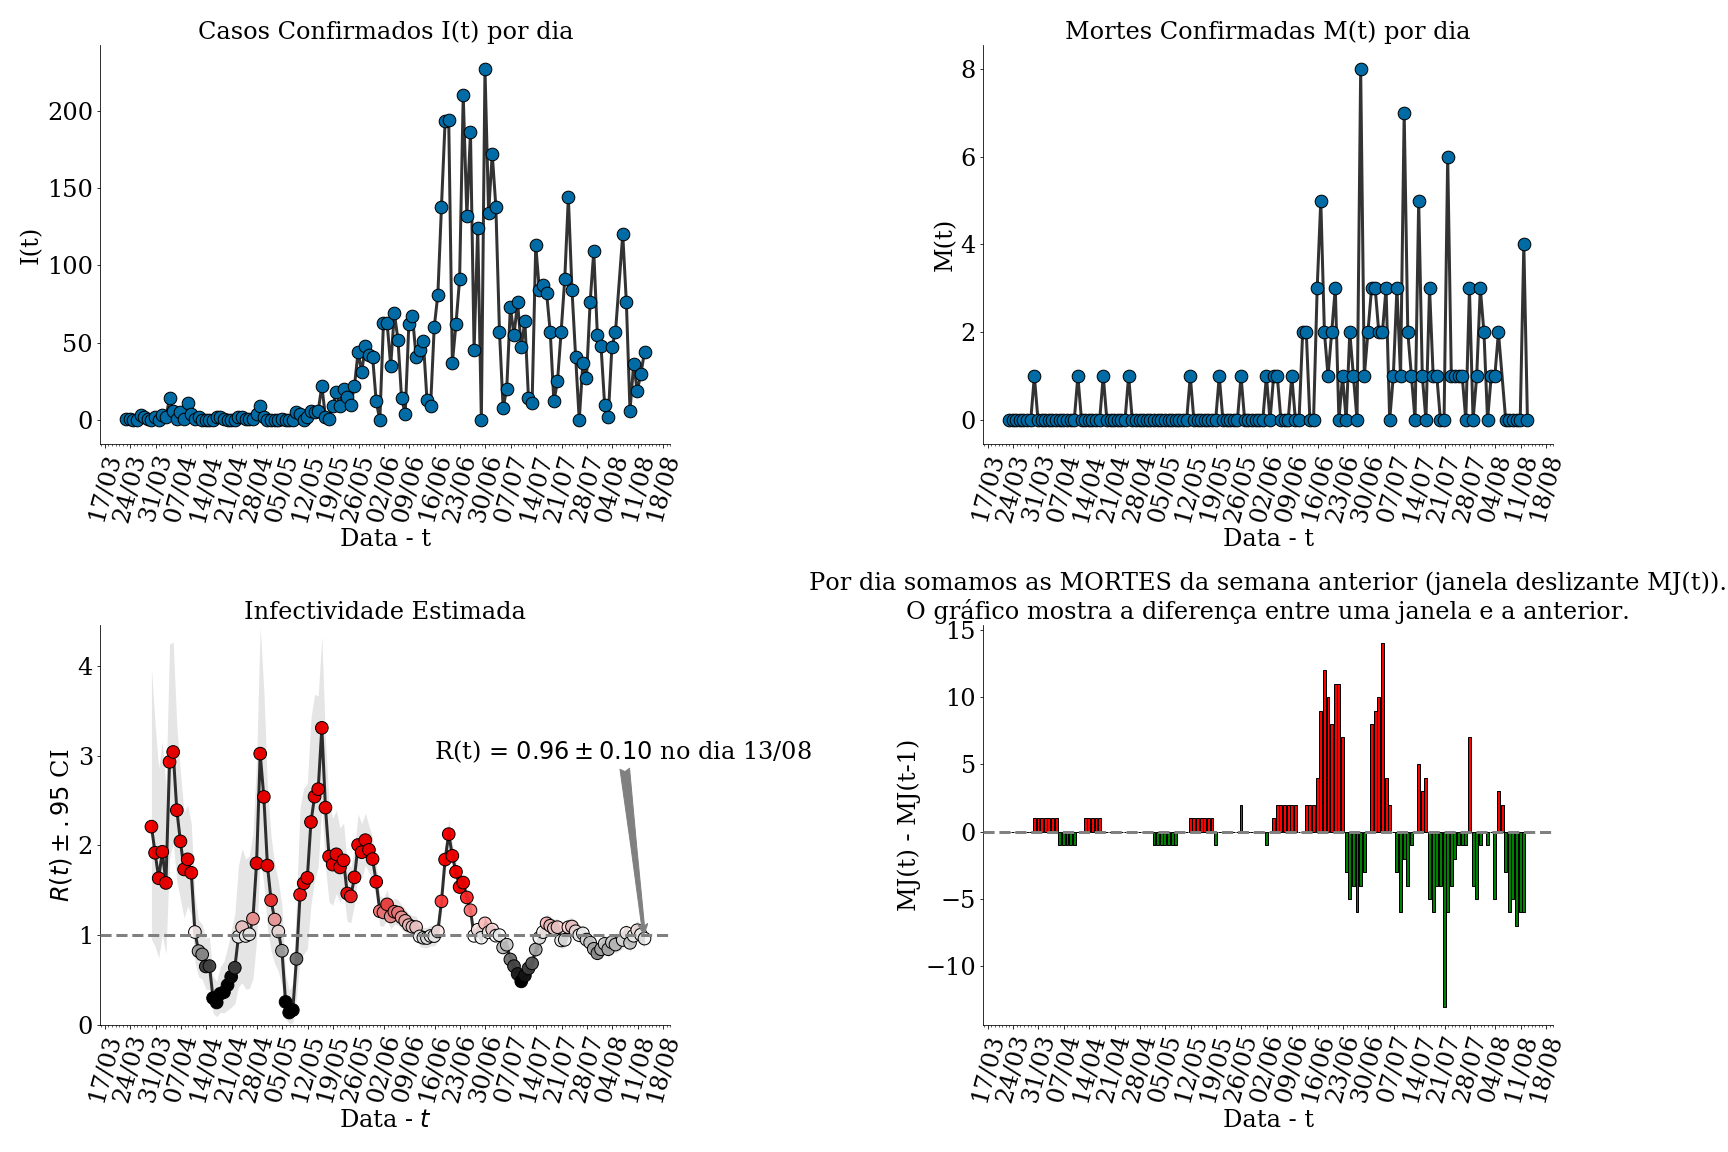 Casos Confirmados I(t) por dia
I(t)
200
150
100
50
0
17/03 24/03 31/03 07/04 14/04 21/04 28/04 05/05 12/05 19/05 26/05 02/06 09/06 16/06 23/06 30/06 07/07 14/07 21/07 28/07 04/08 11/08 18/08
Data - t
Mortes Confirmadas M(t) por dia
M(t)
8
6
4
2
0
17/03 24/03 31/03 07/04 14/04 21/04 28/04 05/05 12/05 19/05 26/05 02/06 09/06 16/06 23/06 30/06 07/07 14/07 21/07 28/07 04/08 11/08 18/08
Data - t
Infectividade Estimada
R(t) ± .95 CI
4
3
2
1
0
R(t) = 0.96 ± 0.10 no dia 13/08
17/03 24/03 31/03 07/04 14/04 21/04 28/04 05/05 12/05 19/05 26/05 02/06 09/06 16/06 23/06 30/06 07/07 14/07 21/07 28/07 04/08 11/08 18/08
Data - t
Por dia somamos as MORTES da semana anterior (janela deslizante MJ(t)).
O gráfico mostra a diferença entre uma janela e a anterior.
MJ(t) - MJ(t-1)
15
10
5
0
−5
−10
17/03 24/03 31/03 07/04 14/04 21/04 28/04 05/05 12/05 19/05 26/05 02/06 09/06 16/06 23/06 30/06 07/07 14/07 21/07 28/07 04/08 11/08 18/08
Data - t